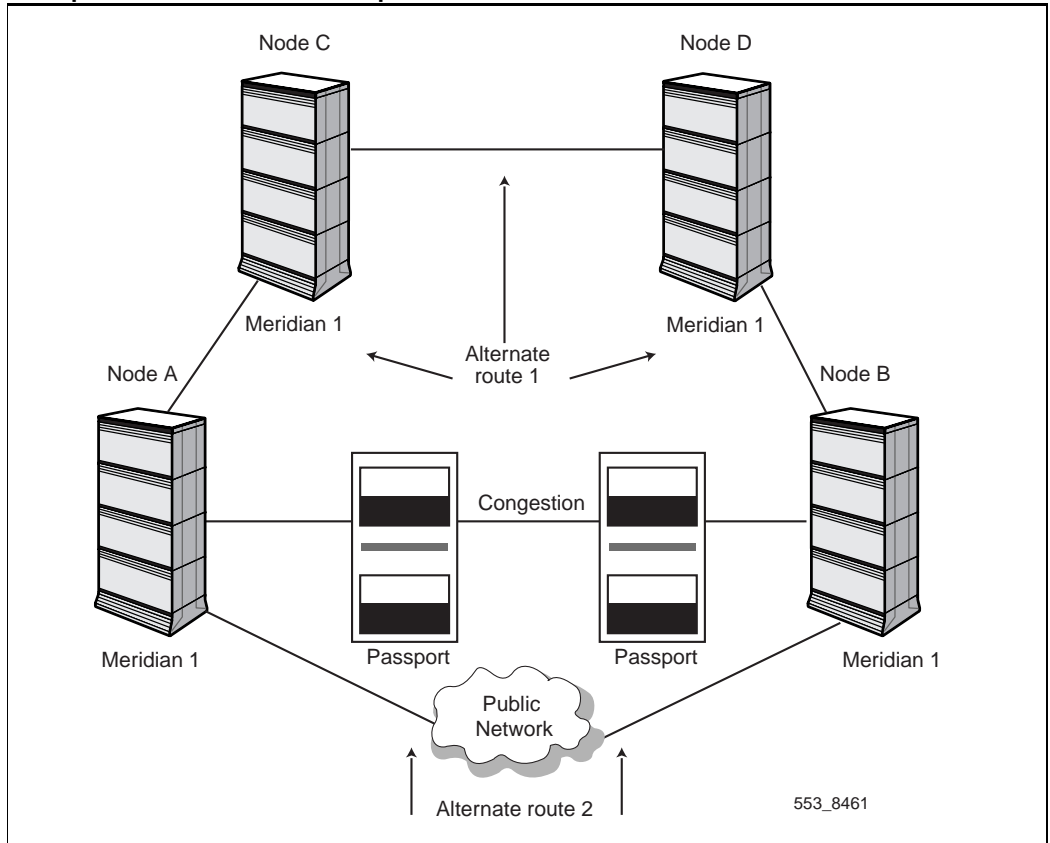 Node C
Node D
Meridian 1
Meridian 1
Alternate
route 1
Node A
Node B
Congestion
Meridian 1
Passport
Passport
Meridian 1
Public
Network
Alternate route 2
553_8461